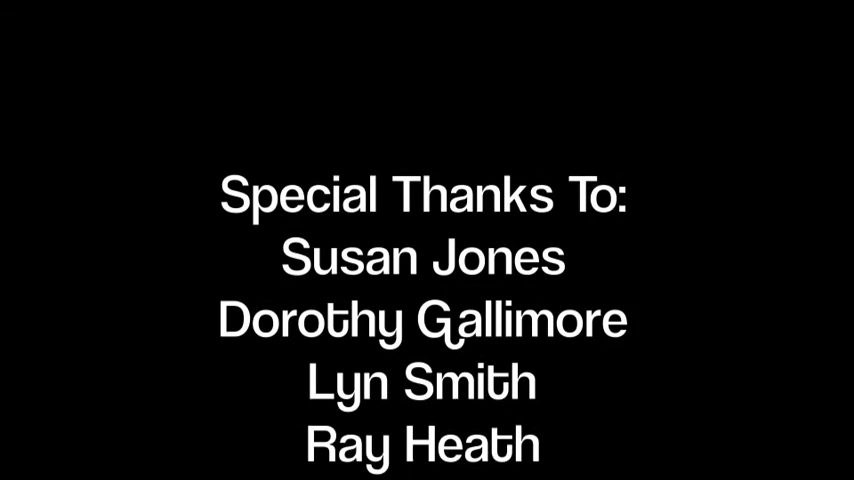 Special Thanks To:
Susan Jones
Dorothy Gallimore
Lyn Smith
Ray Heath